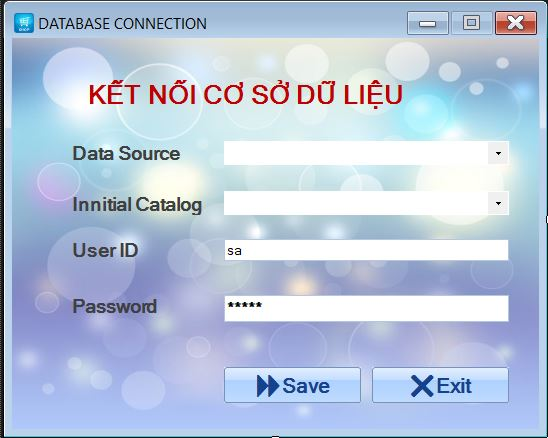 DATABASE CONNECTION
KẾT NỐI CƠ SỞ DỮ LIỆU
Data Source
Innitial Catalog
User ID
sa
Password
*****
Save
Exit